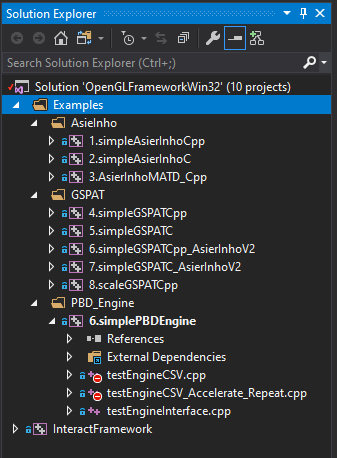 Solution Explorer
Search Solution Explorer (Ctrl+;)
Solution 'OpenGLFrameworkWin32' (10 projects)
Examples
AsieInho
1.simpleAsierInhoCpp
2.simpleAsierInhoC
3.AsierInhoMATD_Cpp
GSPAT
4.simpleGSPATCpp
5.simpleGSPATC
6.simpleGSPATCpp_AsierInhoV2
7.simpleGSPATC_AsierInhoV2
8.scaleGSPATCpp
PBD_Engine
6.simplePBDEngine
References
External Dependencies
testEngineCSV.cpp
testEngineCSV_Accelerate_Repeat.cpp
testEngineInterface.cpp
InteractFramework